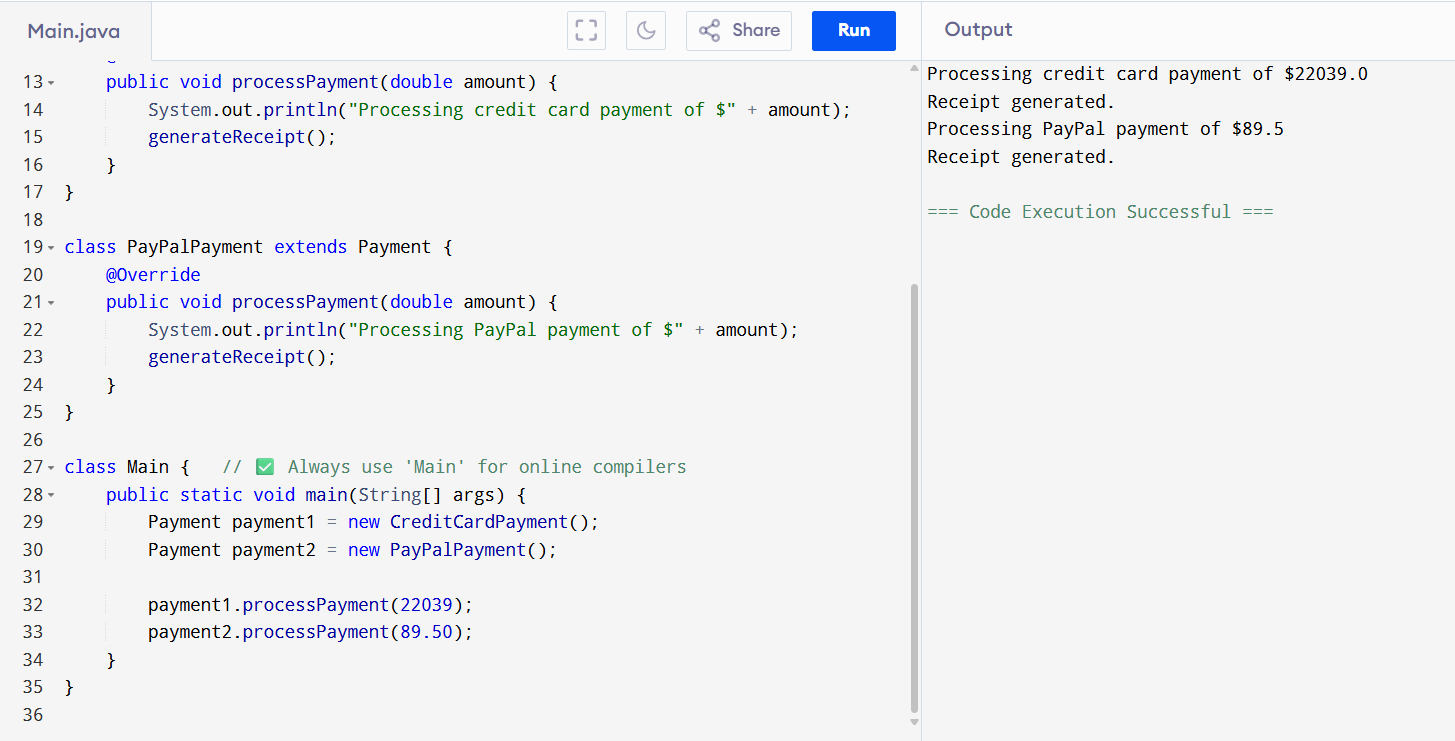 Main.java
Share
Run
Output
13 public void processPayment(double amount) {
14 System.out.println("Processing credit card payment of $" + amount);
15 generateReceipt();
16 }
17 }
18
19 class PayPalPayment extends Payment {
20 @Override
21 public void processPayment(double amount) {
22 System.out.println("Processing PayPal payment of $" + amount);
23 generateReceipt();
24 }
25 }
26
27 class Main { // ✅ Always use 'Main' for online compilers
28 public static void main(String[] args) {
29 Payment payment1 = new CreditCardPayment();
30 Payment payment2 = new PayPalPayment();
31
32 payment1.processPayment(22039);
33 payment2.processPayment(89.50);
34 }
35 }
36
Processing credit card payment of $22039.0
Receipt generated.
Processing PayPal payment of $89.5
Receipt generated.
=== Code Execution Successful ===